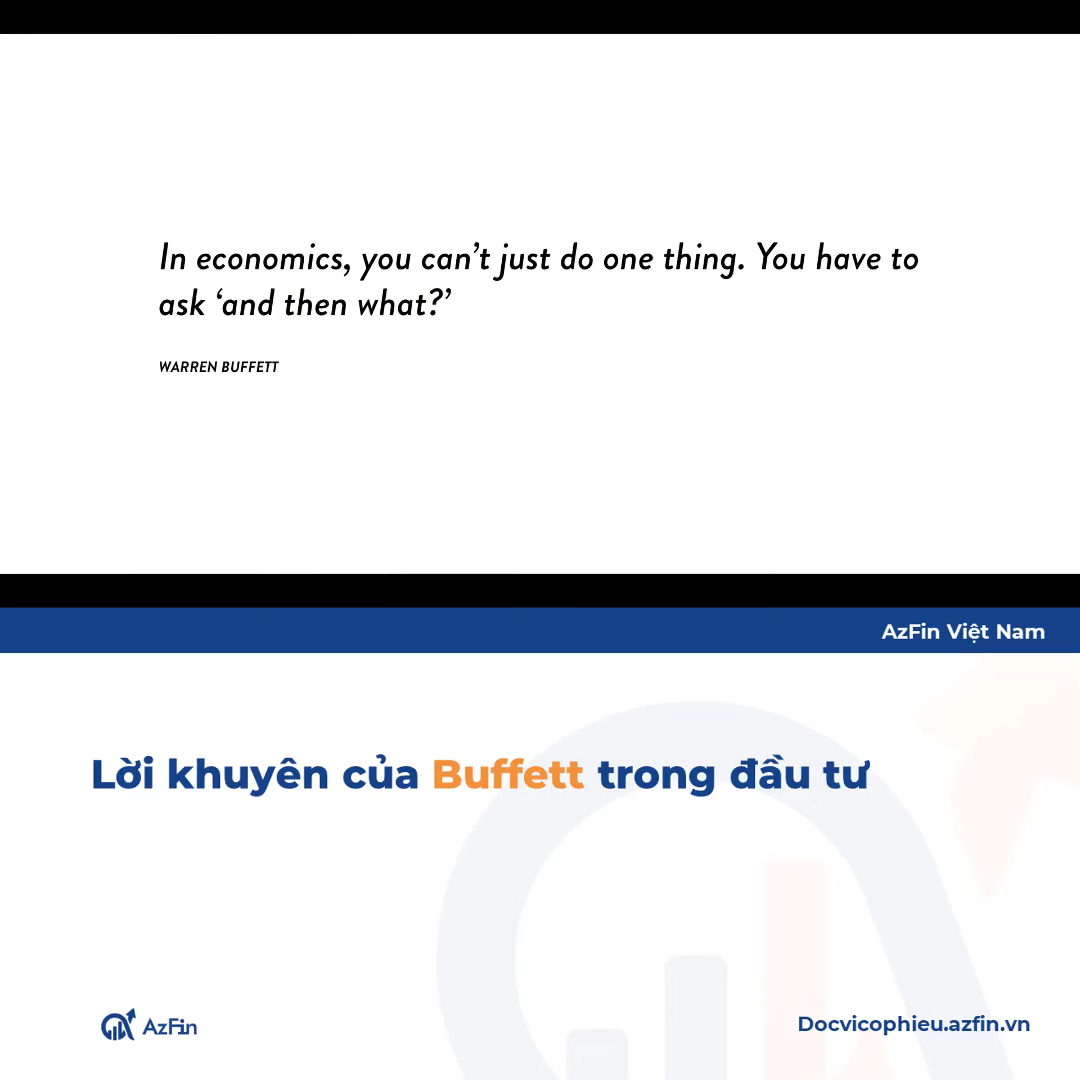 In economics, you can’t just do one thing. You have to
ask ‘and then what?’
WARREN BUFFETT
AzFin Việt Nam
Lời khuyên của Buffett trong đầu tư
AzFin
Docvicophieu.azfin.vn